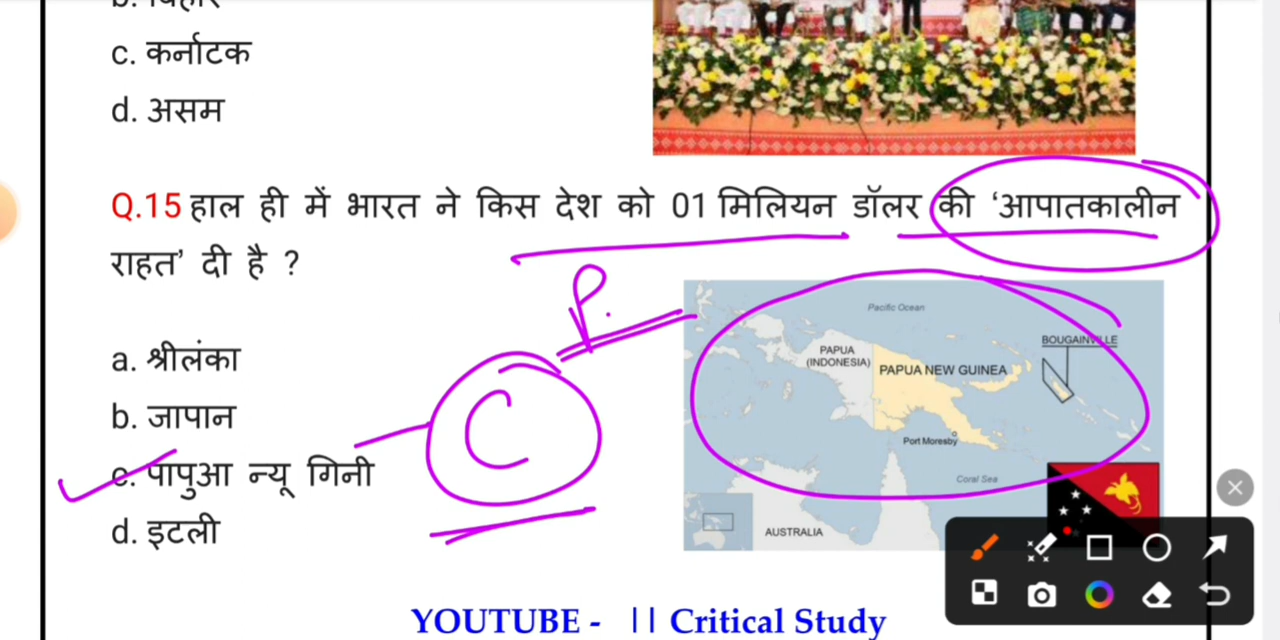 b. बिहार
c. कर्नाटक
d. असम
Q.15 हाल ही में भारत ने किस देश को 01 मिलियन डॉलर की ‘आपातकालीन
राहत’ दी है ?
a. श्रीलंका
b. जापान
c. पापुआ न्यू गिनी
d. इटली
P.
C
Pacific Ocean
BOUGAINVILLE
PAPUA
(INDONESIA)
PAPUA NEW GUINEA
Port Moresby
Coral Sea
AUSTRALIA
YOUTUBE - || Critical Study